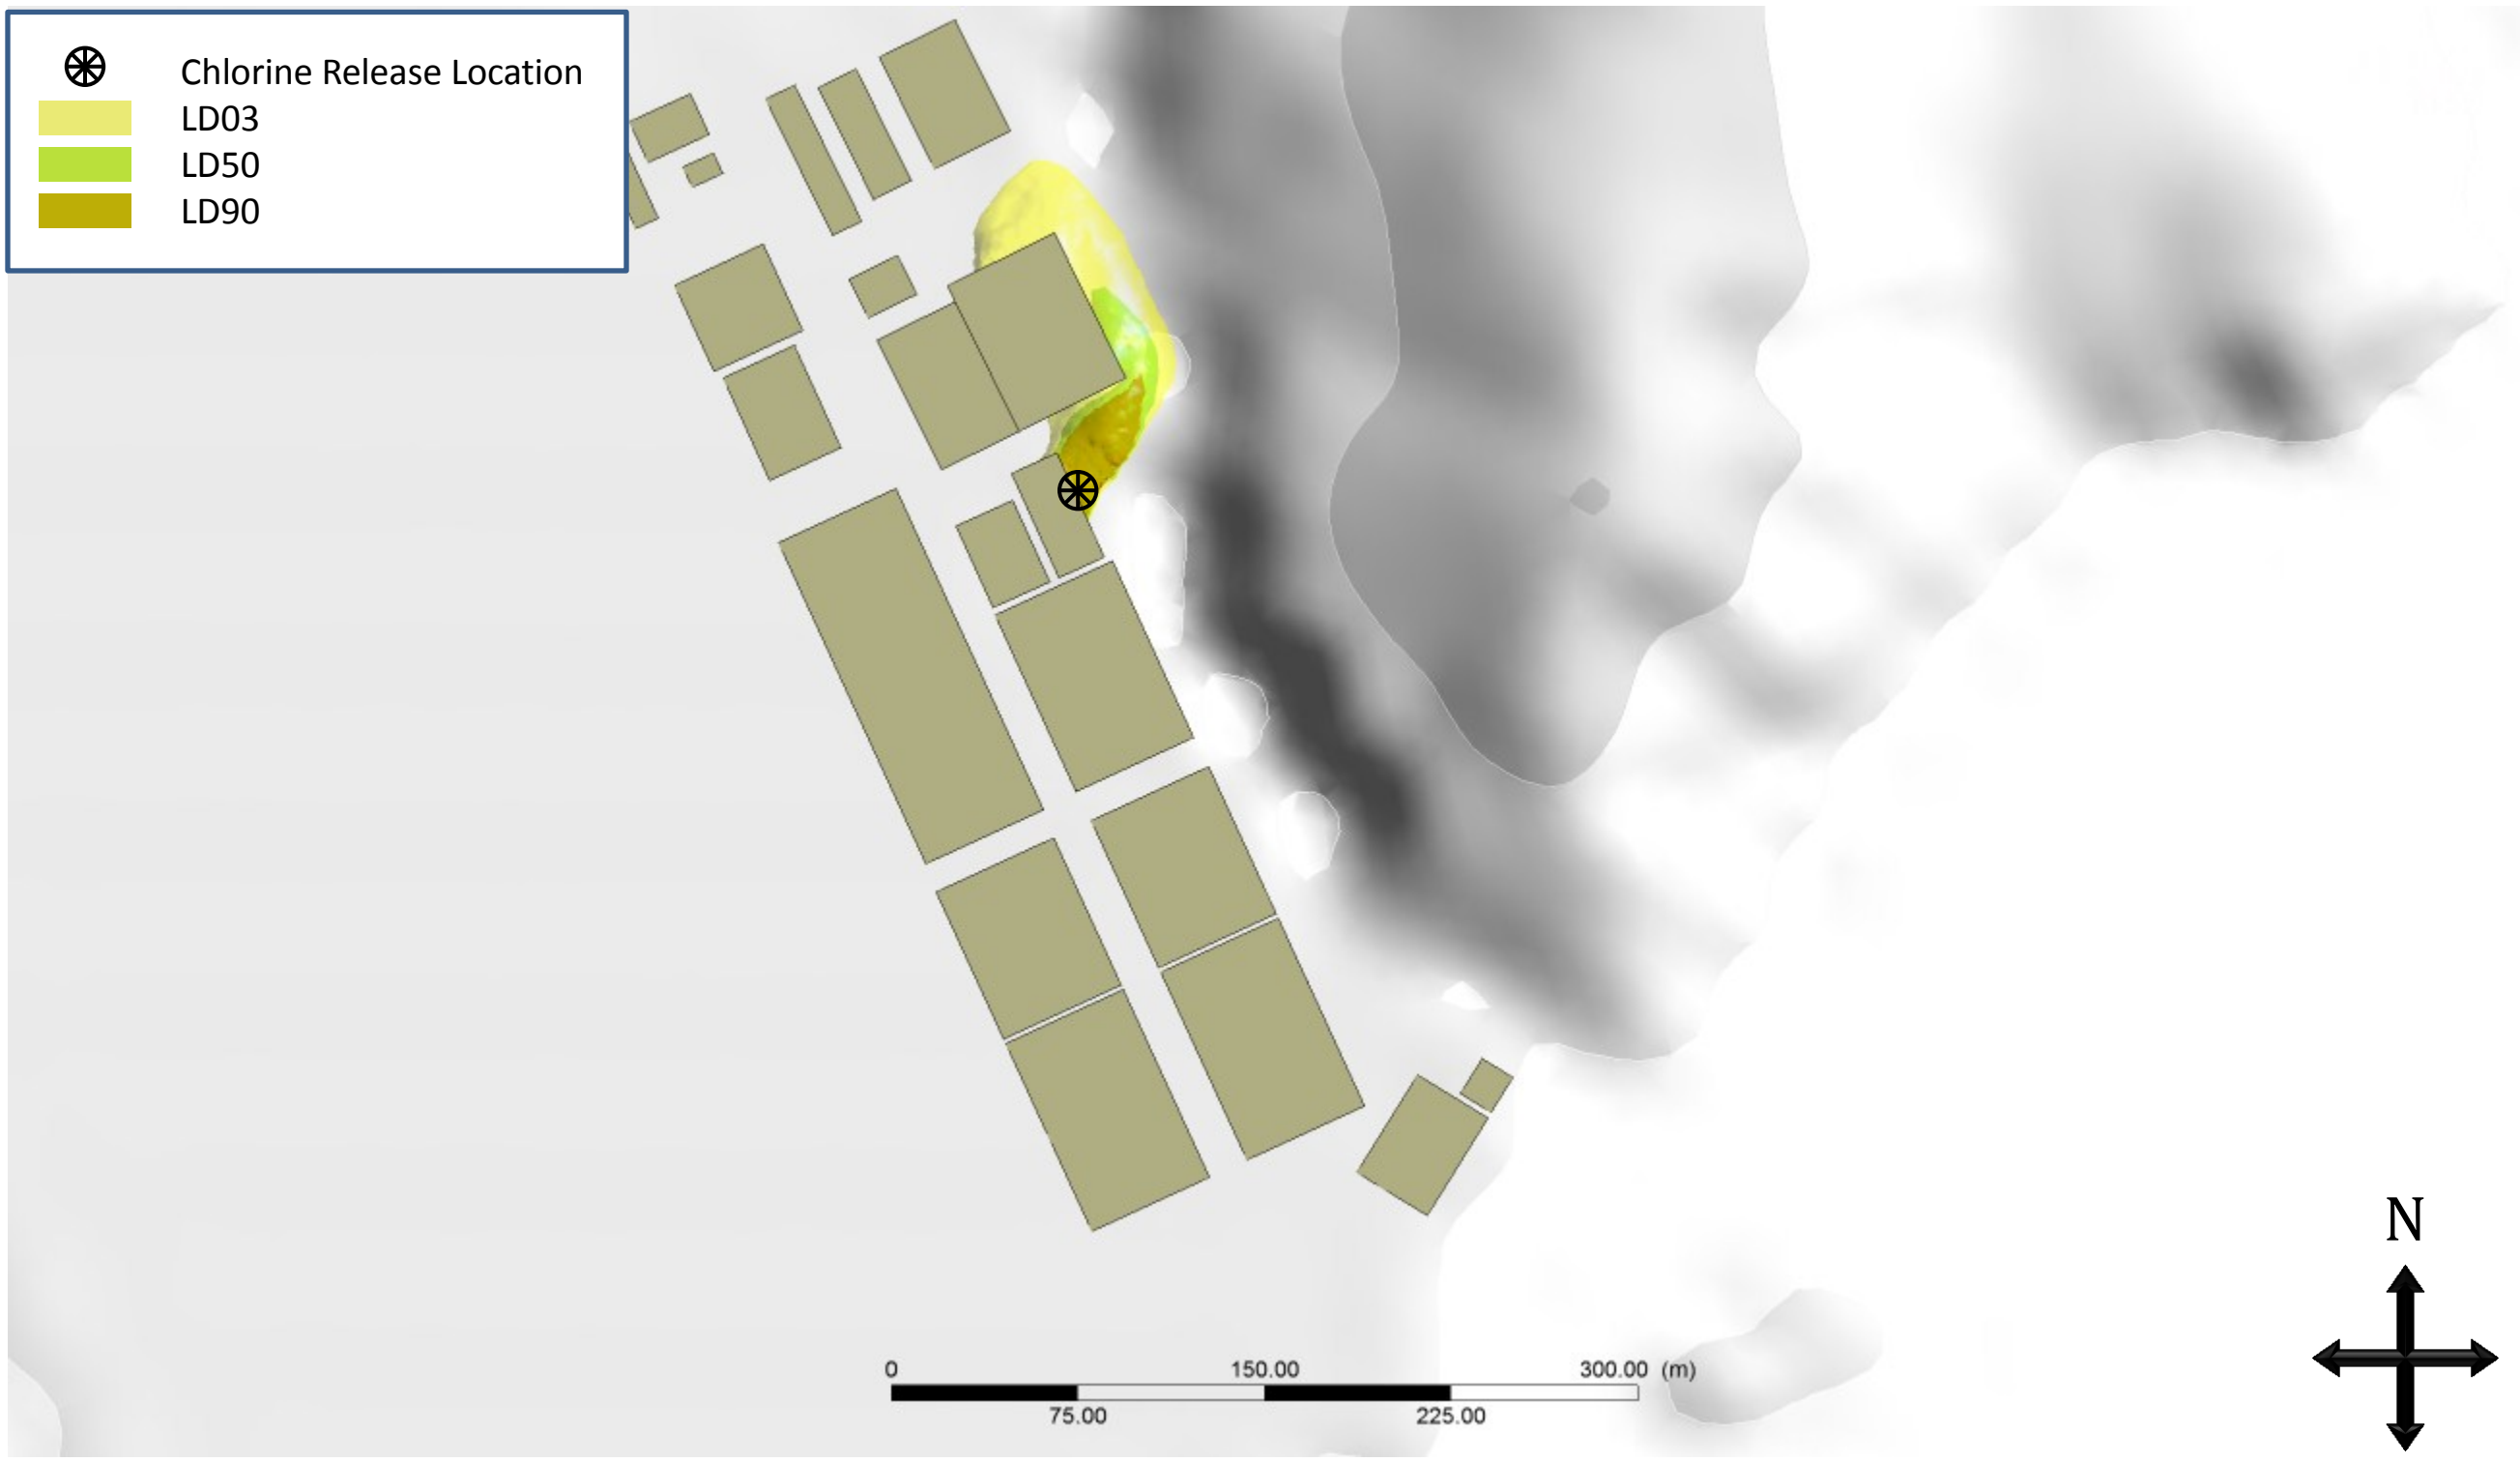 Chlorine Release Location
LD03
LD50
LD90
N
0 150.00 300.00 (m)
75.00 225.00